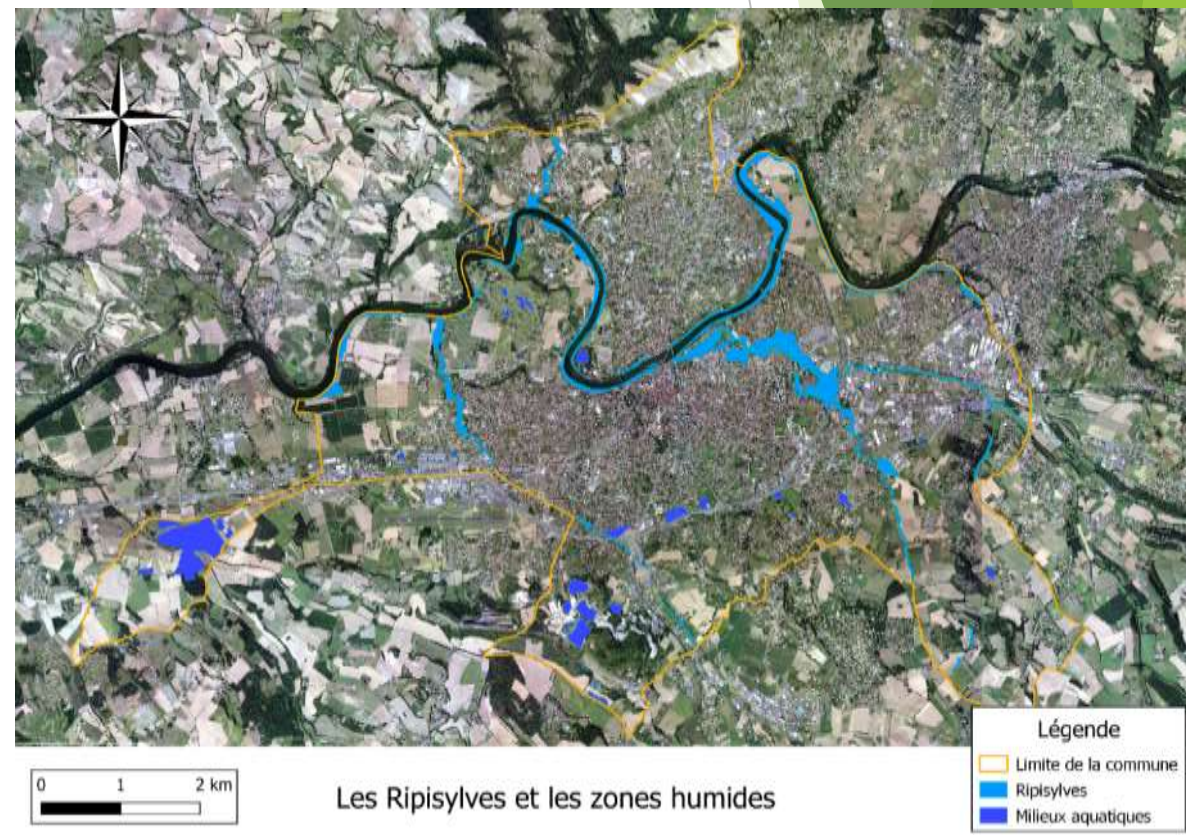 Légende
Limite de la commune
Ripisylves
Milieux aquatiques
0 1 2 km
Les Ripisylves et les zones humides